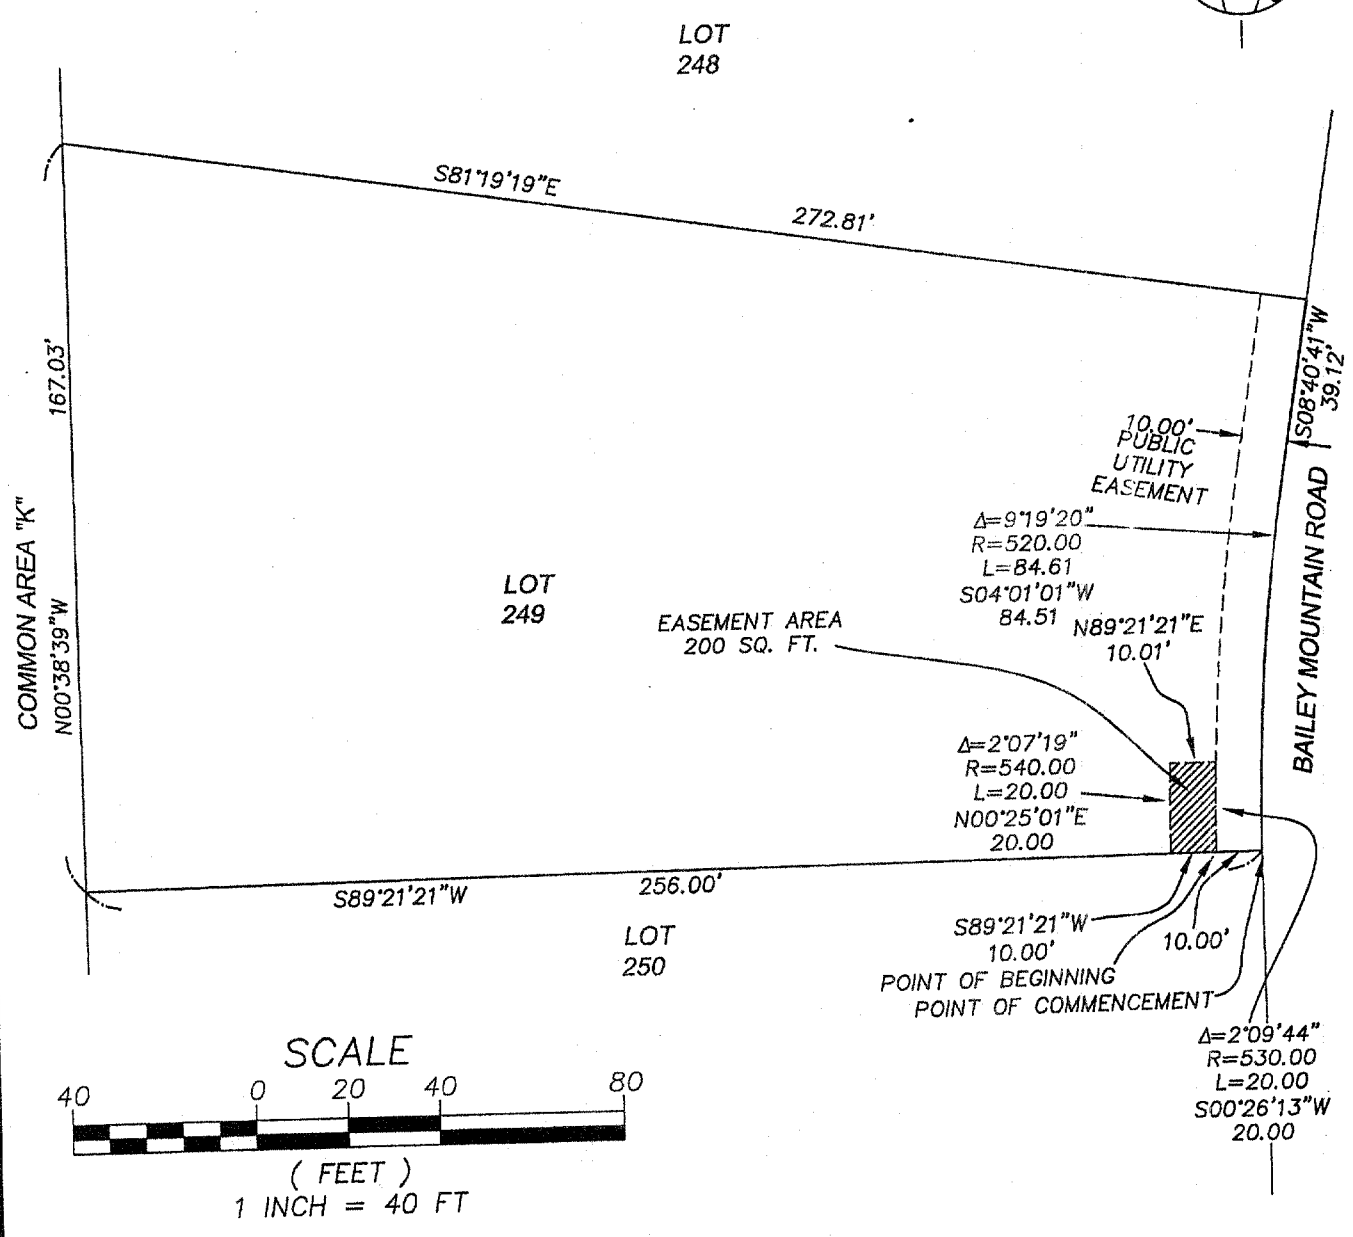 LOT
248
S81°19'19"E
272.81'
167.03'
S08°40'41"W
39.12'
10.00'
PUBLIC
UTILITY
EASEMENT
COMMON AREA "K"
N00°38'39"W
BAILEY MOUNTAIN ROAD
Δ=9°19'20"
R=520.00
L=84.61
S04°01'01"W
84.51
LOT
249
EASEMENT AREA
200 SQ. FT.
N89°21'21"E
10.01'
Δ=2°07'19"
R=540.00
L=20.00
N00°25'01"E
20.00
S89°21'21"W
256.00'
LOT
250
S89°21'21"W
10.00'
10.00'
POINT OF BEGINNING
POINT OF COMMENCEMENT
Δ=2°09'44"
R=530.00
L=20.00
S00°26'13"W
20.00
SCALE
40 0 20 40 80
( FEET )
1 INCH = 40 FT